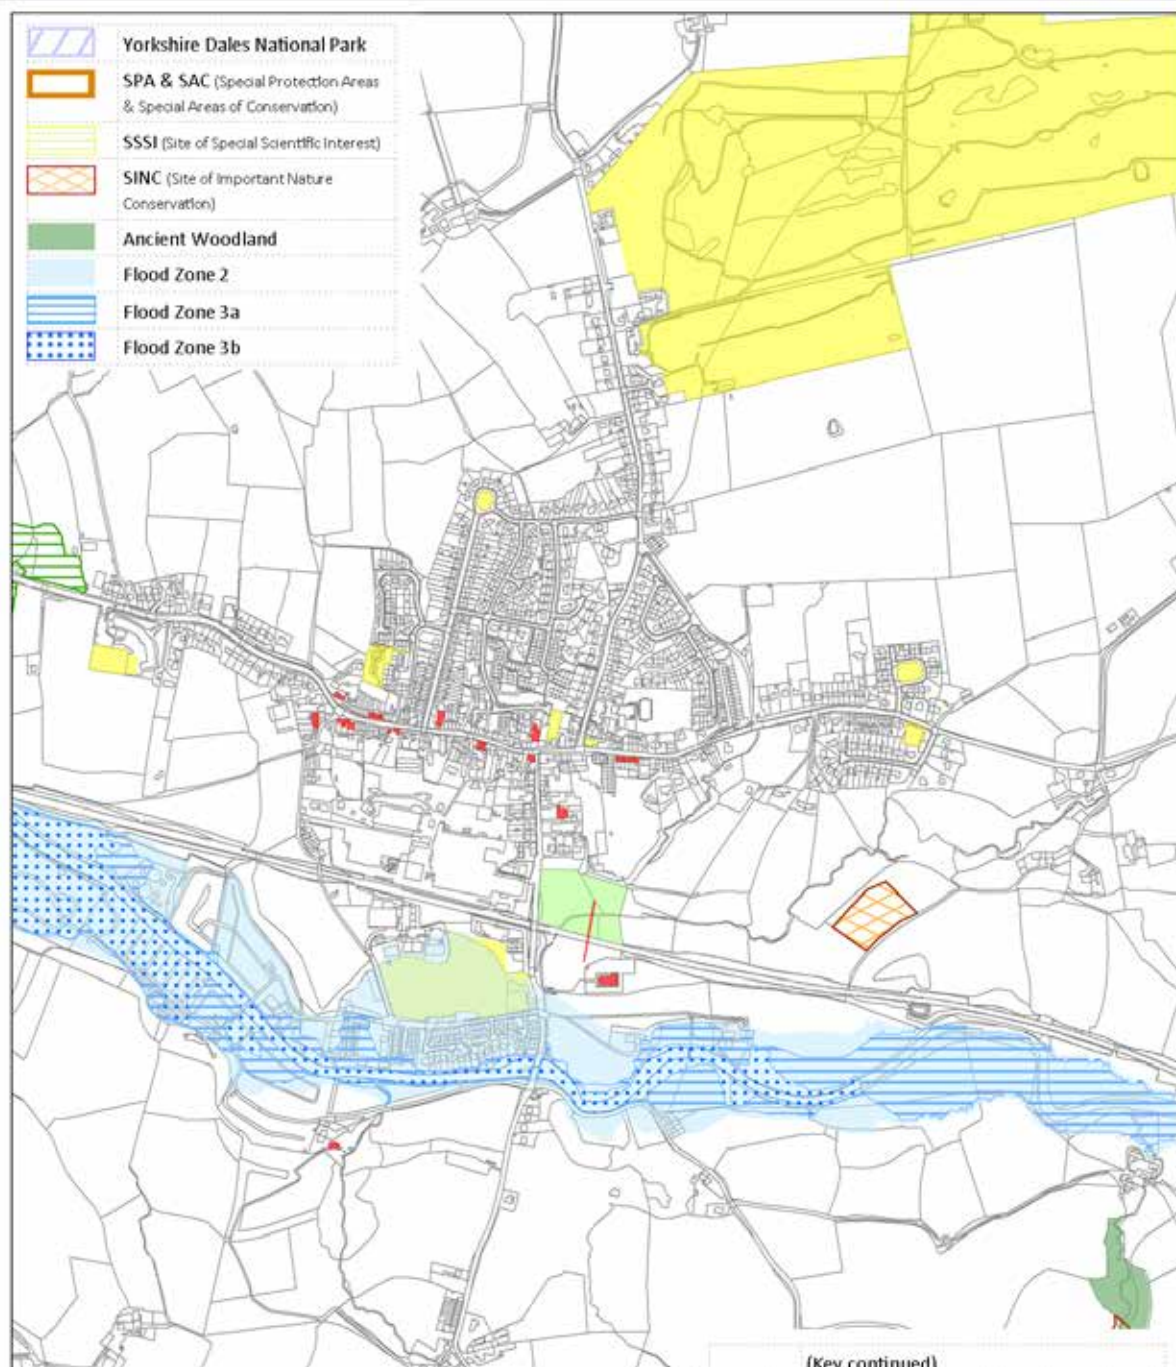 Yorkshire Dales National Park
SPA & SAC (Special Protection Areas
& Special Areas of Conservation)
SSSI (Site of Special Scientific Interest)
SINC (Site of Important Nature
Conservation)
Ancient Woodland
Flood Zone 2
Flood Zone 3a
Flood Zone 3b
(Key continued)